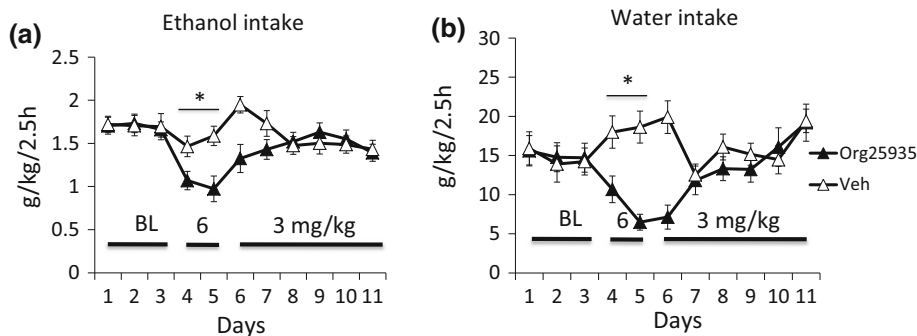 (a) Ethanol intake
g/kg/2.5h
2.5
2
1.5
1
0.5
0
*
BL 6 3 mg/kg
1 2 3 4 5 6 7 8 9 10 11
Days
(b) Water intake
g/kg/2.5h
30
25
20
15
10
5
0
*
BL 6 3 mg/kg
1 2 3 4 5 6 7 8 9 10 11
Days
Org25935
Veh